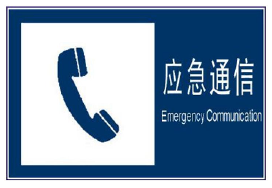 应急通信
Emergency Communication